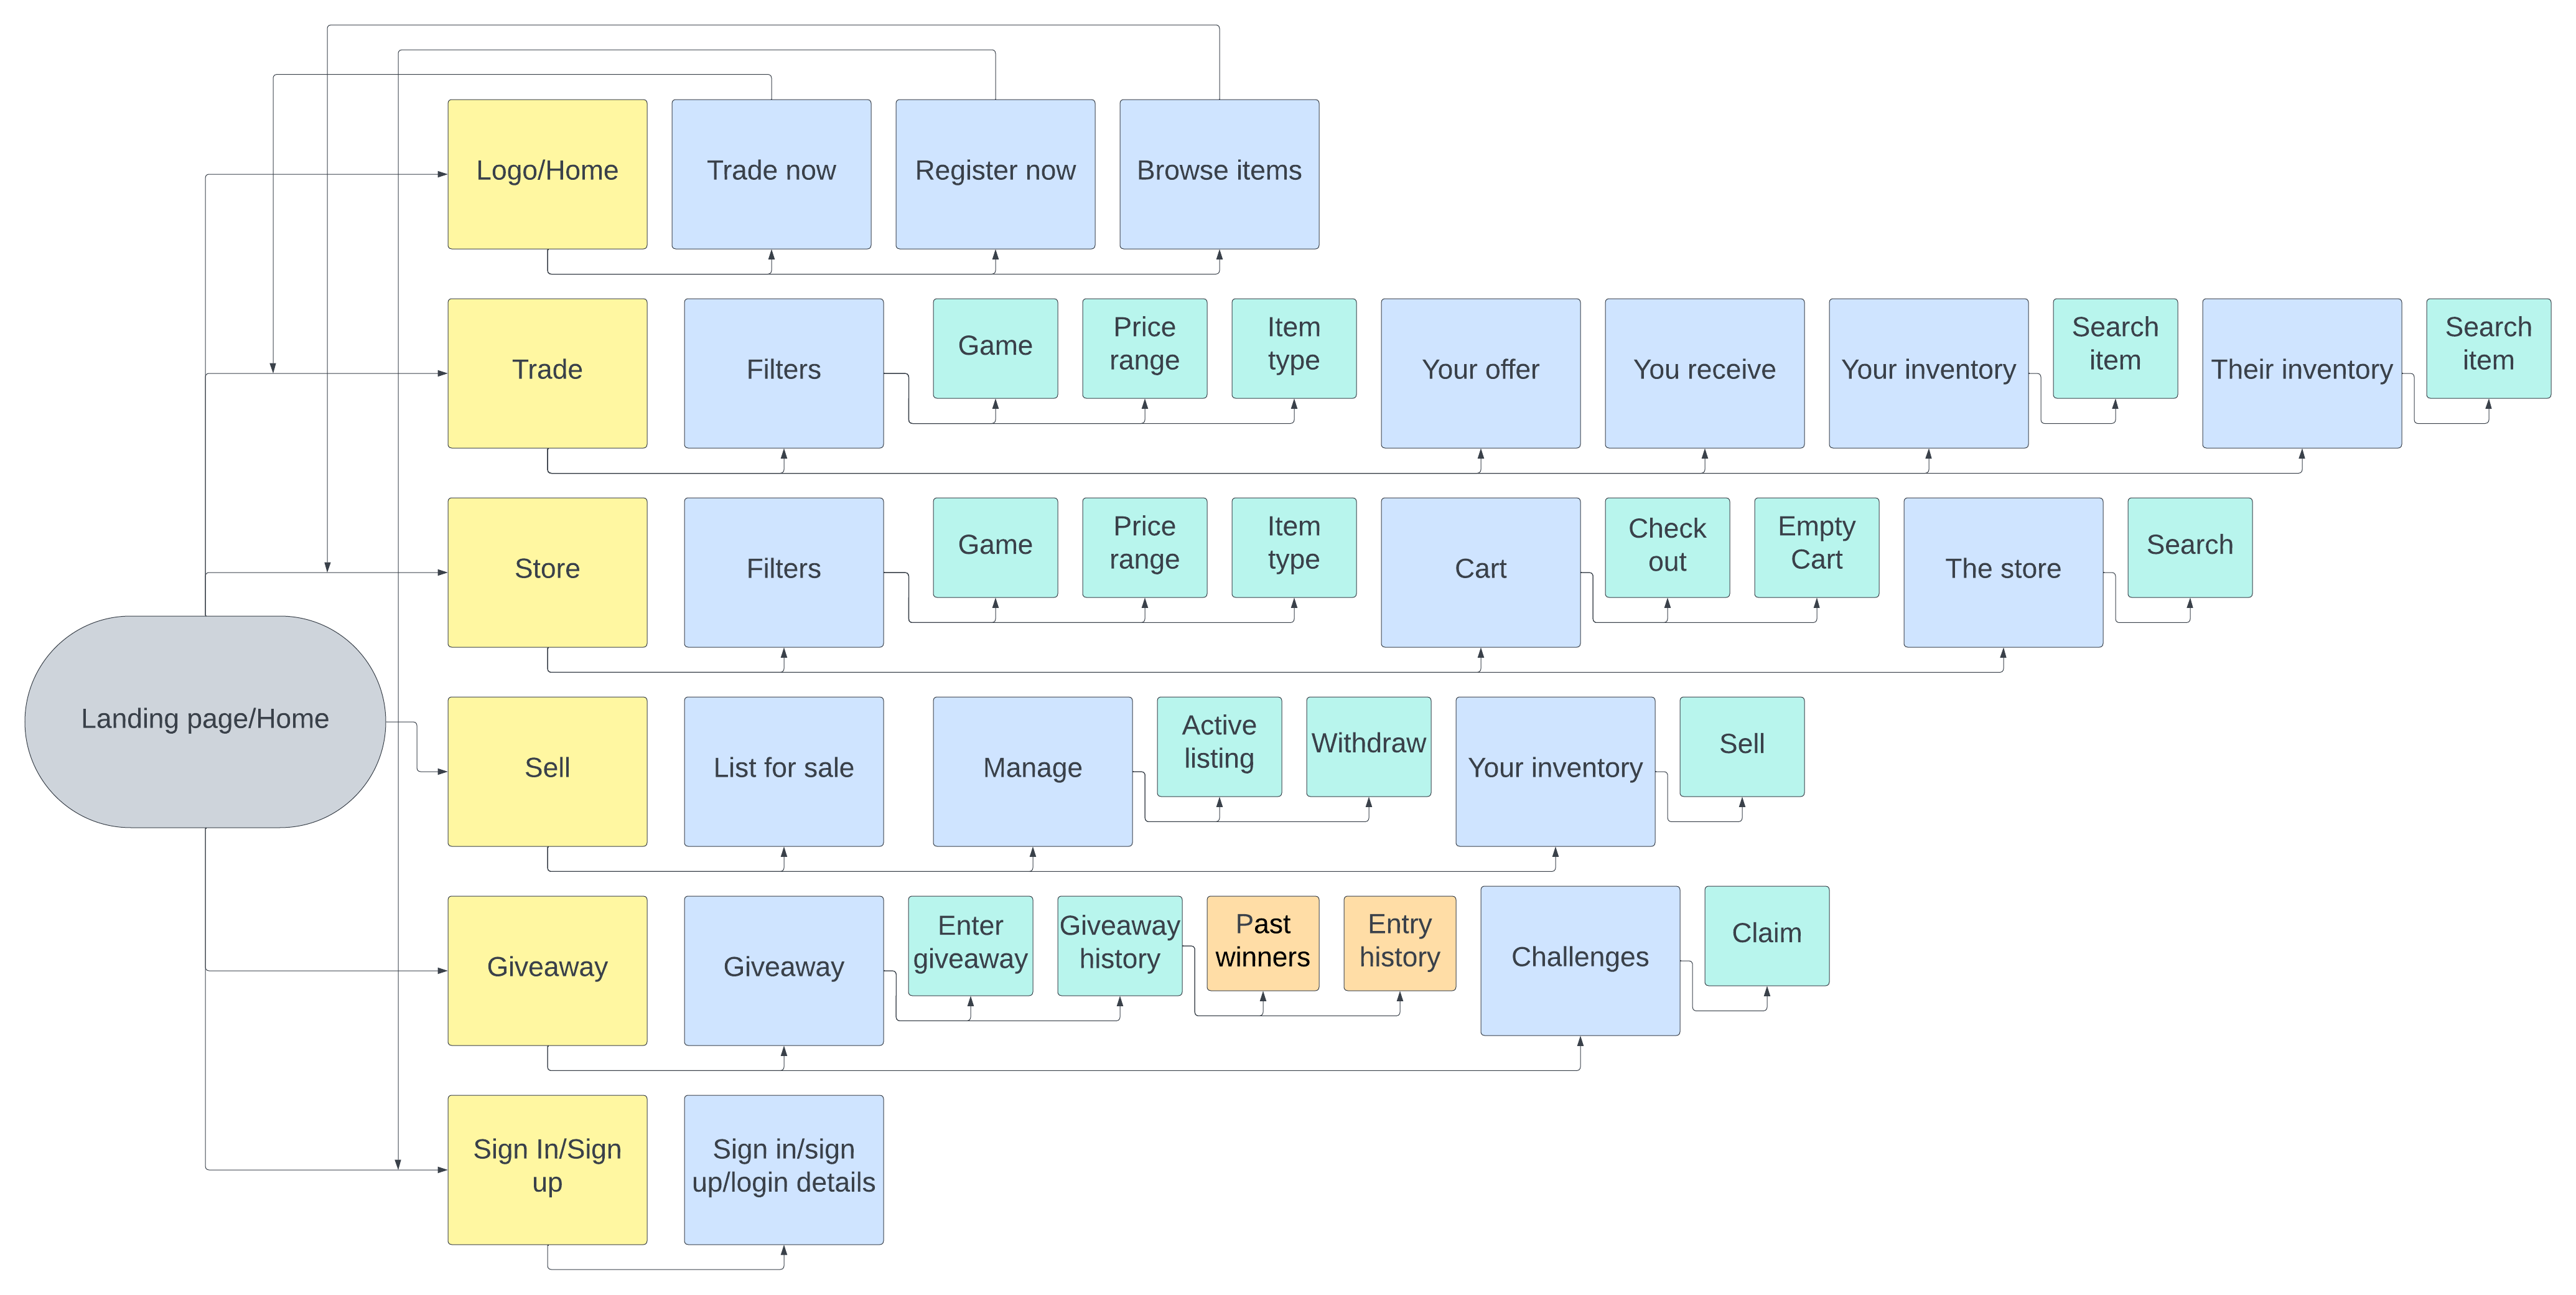 Logo/Home
Trade now
Register now
Browse items
Trade
Filters
Game
Price
range
Item
type
Your offer
You receive
Your inventory
Search
item
Their inventory
Search
item
Store
Filters
Game
Price
range
Item
type
Cart
Check
out
Empty
Cart
The store
Search
Landing page/Home
Sell
List for sale
Manage
Active
listing
Withdraw
Your inventory
Sell
Giveaway
Giveaway
Enter
giveaway
Giveaway
history
Past
winners
Entry
history
Challenges
Claim
Sign In/Sign
up
Sign in/sign
up/login details